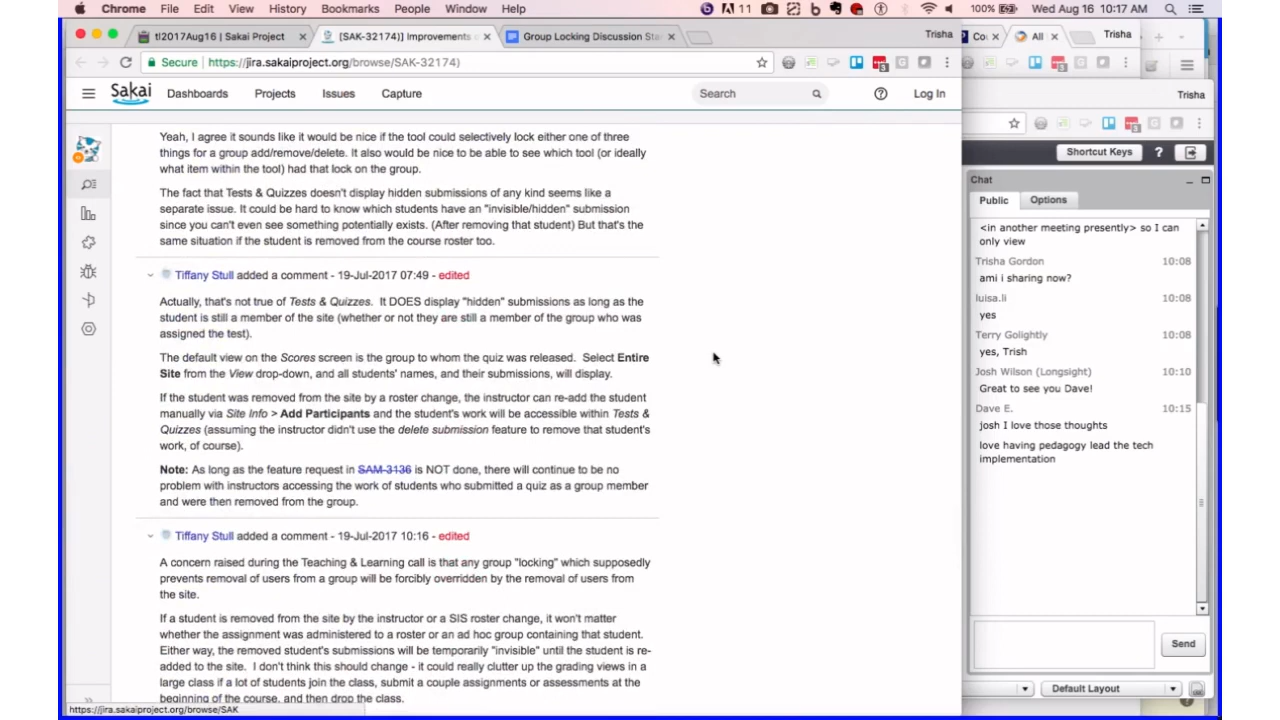 Chrome File Edit View History Bookmarks People Window Help
11 100% Wed Aug 16 10:17 AM
tl2017Aug16 | Sakai Project × [SAK-32174)] Improvements × Group Locking Discussion Sta × Trisha
Co × All × Trisha
Secure | https://jira.sakaiproject.org/browse/SAK-32174)
Sakai Dashboards Projects Issues Capture Search Log In
Trisha
Shortcut Keys ?
Yeah, I agree it sounds like it would be nice if the tool could selectively lock either one of three
things for a group add/remove/delete. It also would be nice to be able to see which tool (or ideally
what item within the tool) had that lock on the group.
The fact that Tests & Quizzes doesn't display hidden submissions of any kind seems like a
separate issue. It could be hard to know which students have an "invisible/hidden" submission
since you can't even see something potentially exists. (After removing that student) But that's the
same situation if the student is removed from the course roster too.
Tiffany Stull added a comment - 19-Jul-2017 07:49 - edited
Actually, that's not true of Tests & Quizzes. It DOES display "hidden" submissions as long as the
student is still a member of the site (whether or not they are still a member of the group who was
assigned the test).
The default view on the Scores screen is the group to whom the quiz was released. Select Entire
Site from the View drop-down, and all students' names, and their submissions, will display.
If the student was removed from the site by a roster change, the instructor can re-add the student
manually via Site Info > Add Participants and the student's work will be accessible within Tests &
Quizzes (assuming the instructor didn't use the delete submission feature to remove that student's
work, of course).
Note: As long as the feature request in SAM-3136 is NOT done, there will continue to be no
problem with instructors accessing the work of students who submitted a quiz as a group member
and were then removed from the group.
Tiffany Stull added a comment - 19-Jul-2017 10:16 - edited
A concern raised during the Teaching & Learning call is that any group "locking" which supposedly
prevents removal of users from a group will be forcibly overridden by the removal of users from
the site.
If a student is removed from the site by the instructor or a SIS roster change, it won't matter
whether the assignment was administered to a roster or an ad hoc group containing that student.
Either way, the removed student's submissions will be temporarily "invisible" until the student is re-
added to the site. I don't think this should change - it could really clutter up the grading views in a
large class if a lot of students join the class, submit a couple assignments or assessments at the
beginning of the course, and then drop the class.
https://jira.sakaiproject.org/browse/SAK
Chat
Public Options
<in another meeting presently> so I can
only view
Trisha Gordon 10:08
ami i sharing now?
luisa.li 10:08
yes
Terry Golightly 10:08
yes, Trish
Josh Wilson (Longsight) 10:10
Great to see you Dave!
Dave E. 10:15
josh I love those thoughts
love having pedagogy lead the tech
implementation
Send
Default Layout